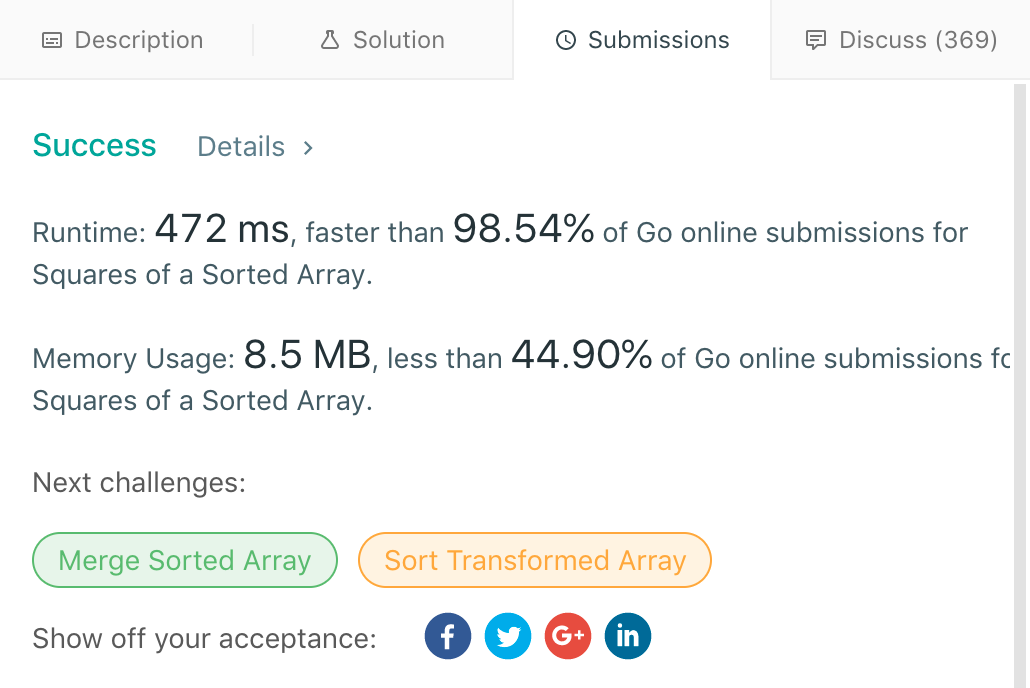 Description
Solution
Submissions
Discuss (369)
Success Details >
Runtime: 472 ms, faster than 98.54% of Go online submissions for
Squares of a Sorted Array.
Memory Usage: 8.5 MB, less than 44.90% of Go online submissions fo
Squares of a Sorted Array.
Next challenges:
Merge Sorted Array
Sort Transformed Array
Show off your acceptance: f G+ in